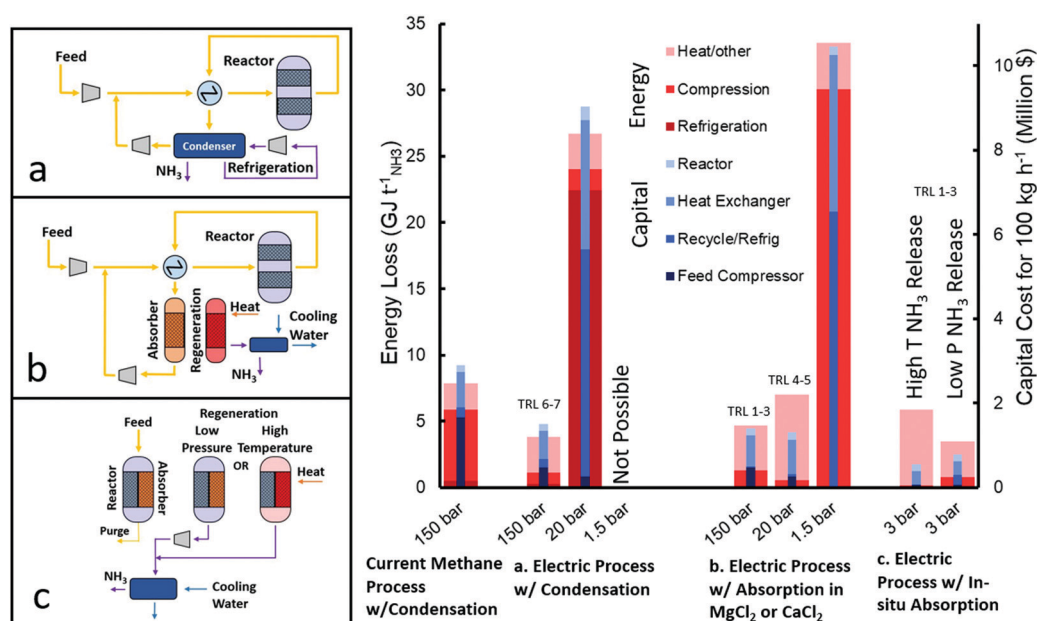 Feed
Reactor
Condenser
NH3
Refrigeration
a
Feed
Reactor
Absorber
Regeneration
Heat
Cooling
Water
NH3
b
Feed
Regeneration
Low
Pressure
OR
High
Temperature
Reactor
Absorber
Heat
Purge
NH3
Cooling
Water
c
Energy Loss (GJ t⁻¹NH3)
35
30
25
20
15
10
5
0
Energy
Heat/other
Compression
Refrigeration
Capital
Reactor
Heat Exchanger
Recycle/Refrig
Feed Compressor
TRL 6-7
Not Possible
TRL 1-3
TRL 4-5
TRL 1-3
High T NH3 Release
Low P NH3 Release
Capital Cost for 100 kg h⁻¹ (Million $)
10
8
6
4
2
0
150 bar
150 bar
20 bar
1.5 bar
150 bar
20 bar
1.5 bar
3 bar
3 bar
Current Methane
Process
w/Condensation
a. Electric Process
w/ Condensation
b. Electric Process
w/ Absorption in
MgCl2 or CaCl2
c. Electric
Process w/ In-
situ Absorption